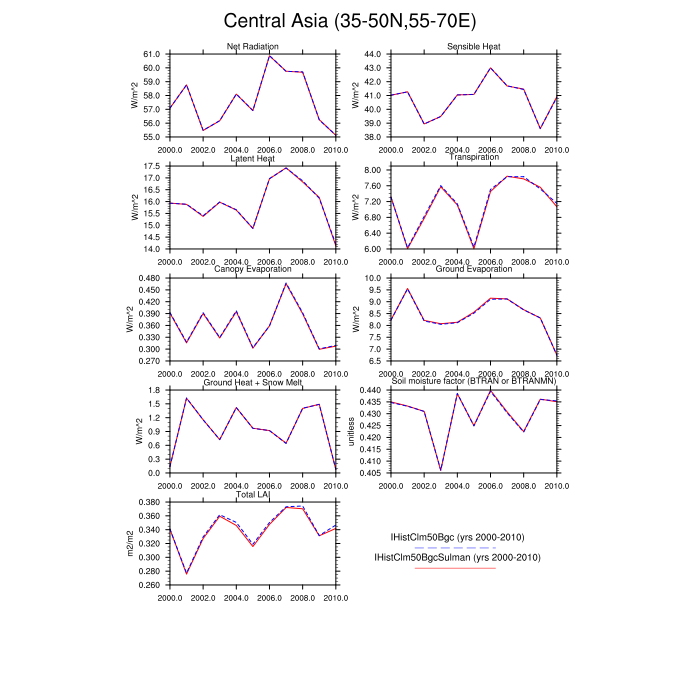 Central Asia (35-50N,55-70E)
Net Radiation
W/m^2
61.0
60.0
59.0
58.0
57.0
56.0
55.0
2000.0 2002.0 2004.0 2006.0 2008.0 2010.0
Sensible Heat
W/m^2
44.0
43.0
42.0
41.0
40.0
39.0
38.0
2000.0 2002.0 2004.0 2006.0 2008.0 2010.0
Latent Heat
W/m^2
17.5
17.0
16.5
16.0
15.5
15.0
14.5
14.0
2000.0 2002.0 2004.0 2006.0 2008.0 2010.0
Transpiration
W/m^2
8.00
7.60
7.20
6.80
6.40
6.00
2000.0 2002.0 2004.0 2006.0 2008.0 2010.0
Canopy Evaporation
W/m^2
0.480
0.450
0.420
0.390
0.360
0.330
0.300
0.270
2000.0 2002.0 2004.0 2006.0 2008.0 2010.0
Ground Evaporation
W/m^2
10.0
9.5
9.0
8.5
8.0
7.5
7.0
6.5
2000.0 2002.0 2004.0 2006.0 2008.0 2010.0
Ground Heat + Snow Melt
W/m^2
1.8
1.5
1.2
0.9
0.6
0.3
0.0
2000.0 2002.0 2004.0 2006.0 2008.0 2010.0
Soil moisture factor (BTRAN or BTRANMN)
unitless
0.440
0.435
0.430
0.425
0.420
0.415
0.410
0.405
2000.0 2002.0 2004.0 2006.0 2008.0 2010.0
Total LAI
m2/m2
0.380
0.360
0.340
0.320
0.300
0.280
0.260
2000.0 2002.0 2004.0 2006.0 2008.0 2010.0
IHistClm50Bgc (yrs 2000-2010)
IHistClm50BgcSulman (yrs 2000-2010)